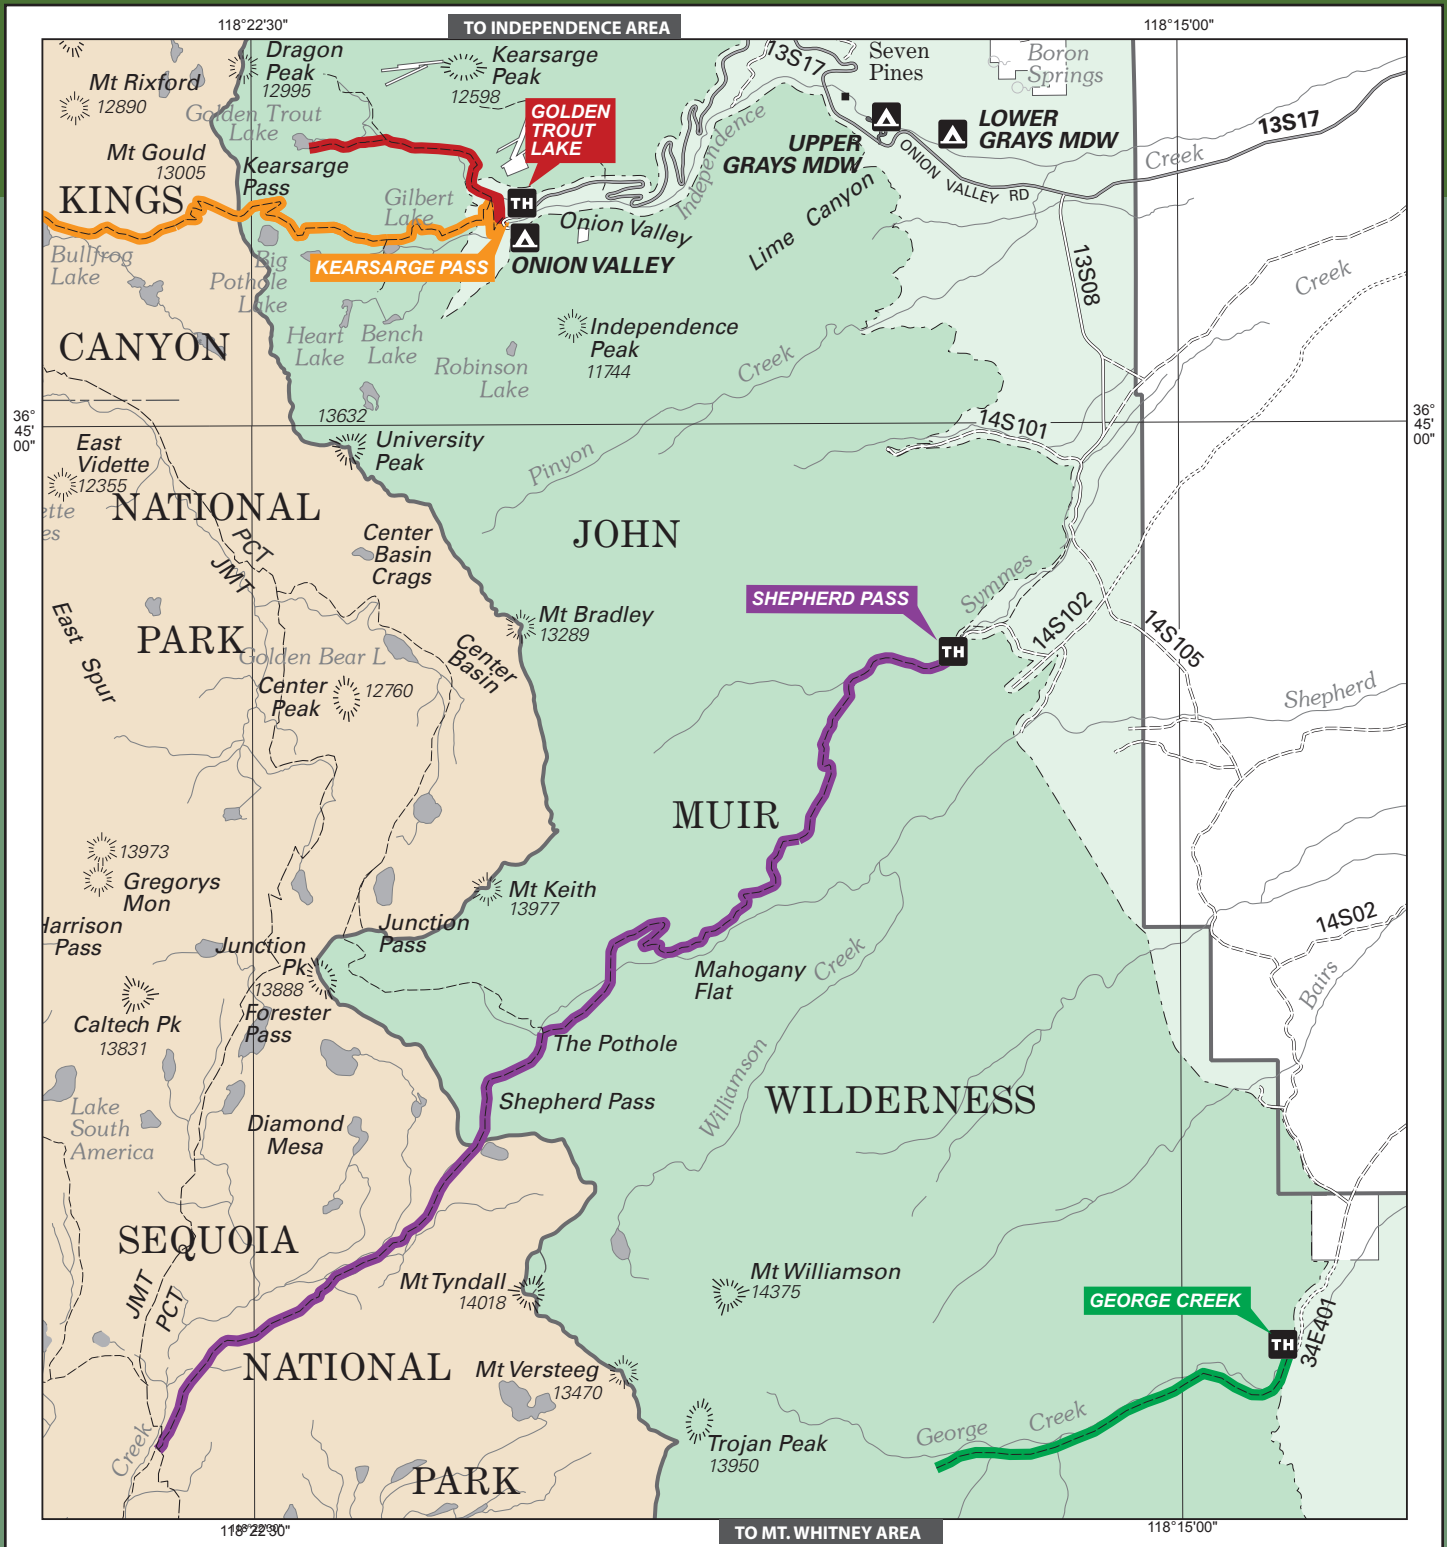 118°22'30"
TO INDEPENDENCE AREA
118°15'00"
Dragon
Peak
12995
Kearsarge
Peak
12598
13S17
Seven
Pines
Boron
Springs
Mt Rixford
12890
Golden Trout
Lake
GOLDEN
TROUT
LAKE
Independence
UPPER
GRAYS MDW
LOWER
GRAYS MDW
13S17
Creek
ONION VALLEY RD
Mt Gould
13005
Kearsarge
Pass
KINGS
Gilbert
Lake
TH
Onion Valley
Lime Canyon
ONION VALLEY
KEARSARGE PASS
Bullfrog
Lake
Big
Pothole
Lake
13S08
Creek
CANYON
Heart
Lake
Bench
Lake
Robinson
Lake
Independence
Peak
11744
Creek
36°
45'
00"
36°
45'
00"
13632
University
Peak
14S101
Pinyon
East
Vidette
12355
ette
es
NATIONAL
PCT
JMT
Center
Basin
Crags
JOHN
East Spur
PARK
Golden Bear L
Center
Peak
12760
Center
Basin
Mt Bradley
13289
SHEPHERD PASS
TH
Symmes
14S102
14S105
Shepherd
MUIR
13973
Gregorys
Mon
Harrison
Pass
Mt Keith
13977
Junction
Pass
Junction
Pk
13888
Mahogany
Flat
Creek
14S02
Bairs
Caltech Pk
13831
Forester
Pass
The Pothole
Shepherd Pass
Williamson
WILDERNESS
Lake
South
America
Diamond
Mesa
SEQUOIA
JMT
PCT
Mt Tyndall
14018
Mt Williamson
14375
GEORGE CREEK
TH
34E401
NATIONAL
Mt Versteeg
13470
Trojan Peak
13950
George Creek
Creek
PARK
118°22'30"
118°22'30"
TO MT. WHITNEY AREA
118°15'00"